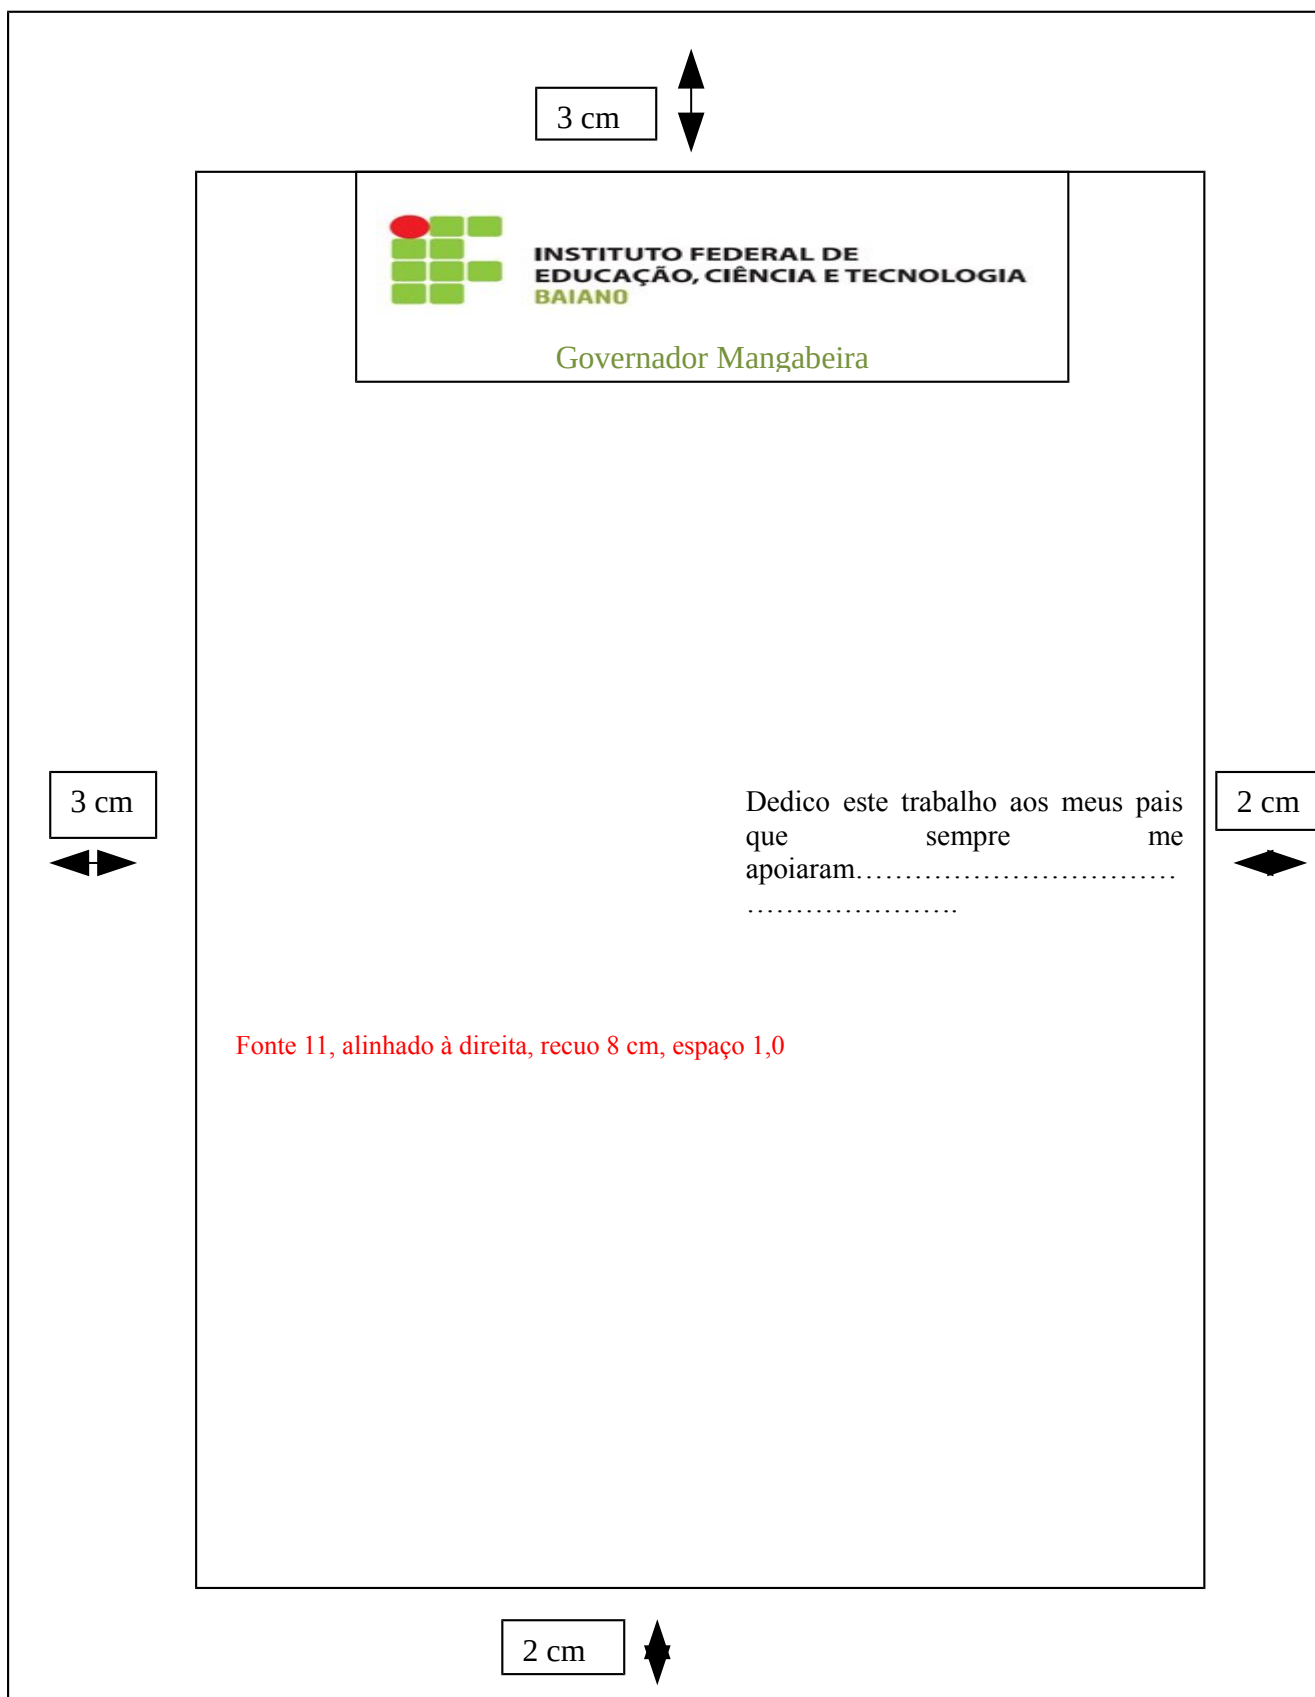 3 cm
INSTITUTO FEDERAL DE
EDUCAÇÃO, CIÊNCIA E TECNOLOGIA
BAIANO
Governador Mangabeira
3 cm
Dedico este trabalho aos meus pais
que sempre me
apoiaram……………………………
………………….
2 cm
Fonte 11, alinhado à direita, recuo 8 cm, espaço 1,0
2 cm